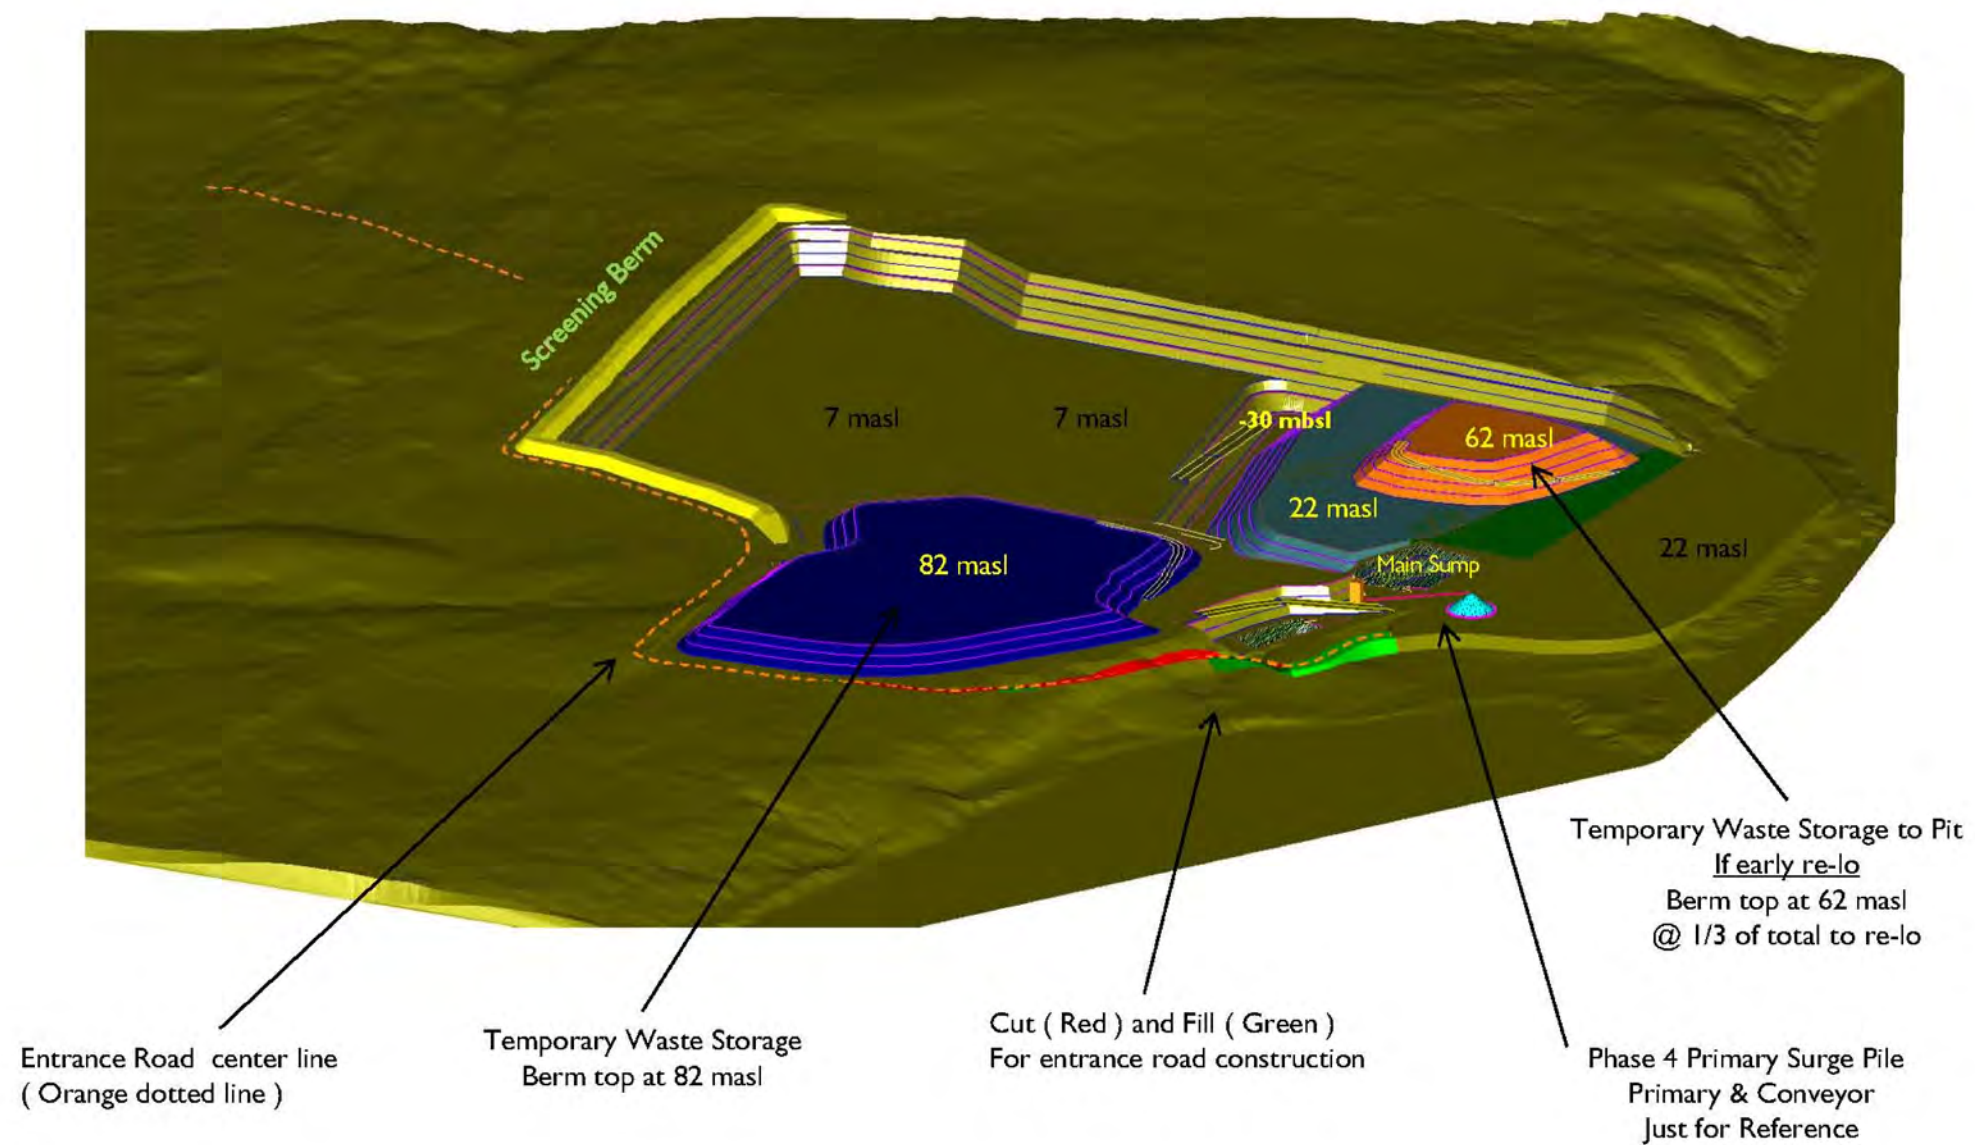 Screening Berm
7 masl
7 masl
-30 mbsl
62 masl
22 masl
22 masl
82 masl
Main Sump
Temporary Waste Storage to Pit
If early re-lo
Berm top at 62 masl
@ 1/3 of total to re-lo
Entrance Road center line
( Orange dotted line )
Temporary Waste Storage
Berm top at 82 masl
Cut ( Red ) and Fill ( Green )
For entrance road construction
Phase 4 Primary Surge Pile
Primary & Conveyor
Just for Reference